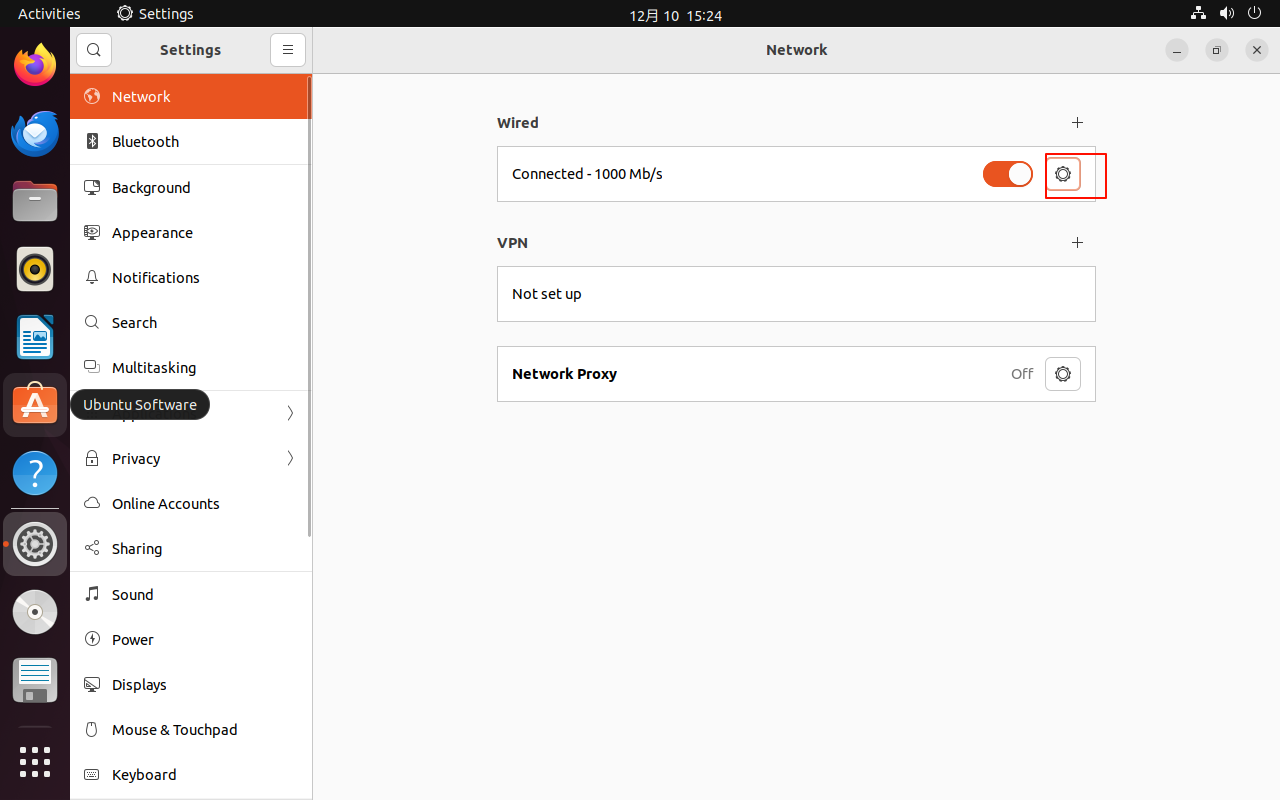 Activities
Settings
12月 10 15:24
Settings
Network
Network
Bluetooth
Background
Appearance
Notifications
Search
Multitasking
Ubuntu Software
Privacy
Online Accounts
Sharing
Sound
Power
Displays
Mouse & Touchpad
Keyboard
Wired
Connected - 1000 Mb/s
VPN
Not set up
Network Proxy
Off